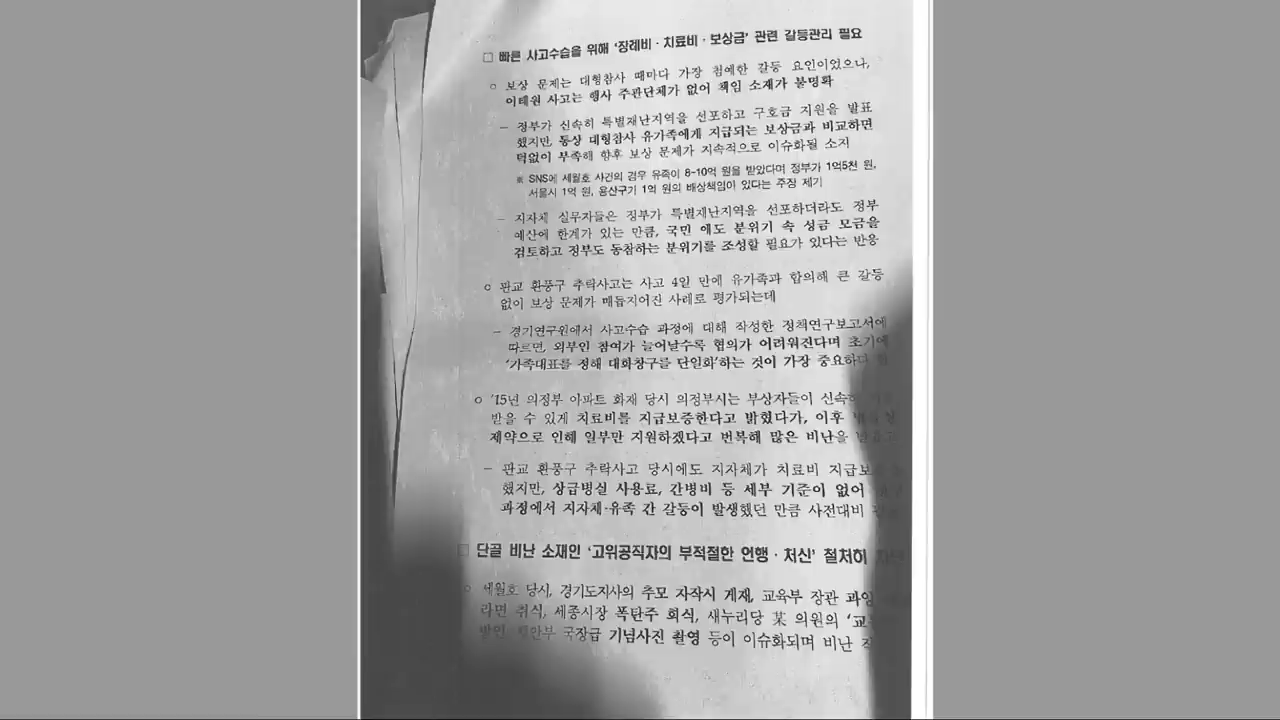 □ 빠른 사고수습을 위해 '장례비·치료비·보상금' 관련 갈등관리 필요
○ 보상 문제는 대형참사 때마다 가장 첨예한 갈등 요인이었으나,
이태원 사고는 행사 주관단체가 없어 책임 소재가 불명확
- 정부가 신속히 특별재난지역을 선포하고 구호금 지원을 발표
했지만, 통상 대형참사 유가족에게 지급되는 보상금과 비교하면
턱없이 부족해 향후 보상 문제가 지속적으로 이슈화될 소지
※ SNS에 세월호 사건의 경우 유족이 8-10억 원을 받았다며 정부가 1억5천 원,
서울시 1억 원, 용산구가 1억 원의 배상책임이 있다는 주장 제기
- 지자체 실무자들은 정부가 특별재난지역을 선포하더라도 정부
예산에 한계가 있는 만큼, 국민 애도 분위기 속 성금 모금을
검토하고 정부도 동참하는 분위기를 조성할 필요가 있다는 반응
○ 판교 환풍구 추락사고는 사고 4일 만에 유가족과 합의해 큰 갈등
없이 보상 문제가 매듭지어진 사례로 평가되는데
- 경기연구원에서 사고수습 과정에 대해 작성한 정책연구보고서에
따르면, 외부인 참여가 늘어날수록 협의가 어려워진다며 초기에
'가족대표를 정해 대화창구를 단일화'하는 것이 가장 중요하다
○ '15년 의정부 아파트 화재 당시 의정부시는 부상자들이 신속히
받을 수 있게 치료비를 지급보증한다고 밝혔다가, 이후
제약으로 인해 일부만 지원하겠다고 번복해 많은 비난을
- 판교 환풍구 추락사고 당시에도 지자체가 치료비 지급보
했지만, 상급병실 사용료, 간병비 등 세부 기준이 없어
과정에서 지자체·유족 간 갈등이 발생했던 만큼 사전대비
□ 단골 비난 소재인 '고위공직자의 부적절한 언행·처신' 철저히
○ 세월호 당시, 경기도지사의 추모 자작시 게재, 교육부 장관 과잉
라면 취식, 세종시장 폭탄주 회식, 새누리당 某 의원의 '교
발언, 안부 국장급 기념사진 촬영 등이 이슈화되며 비난